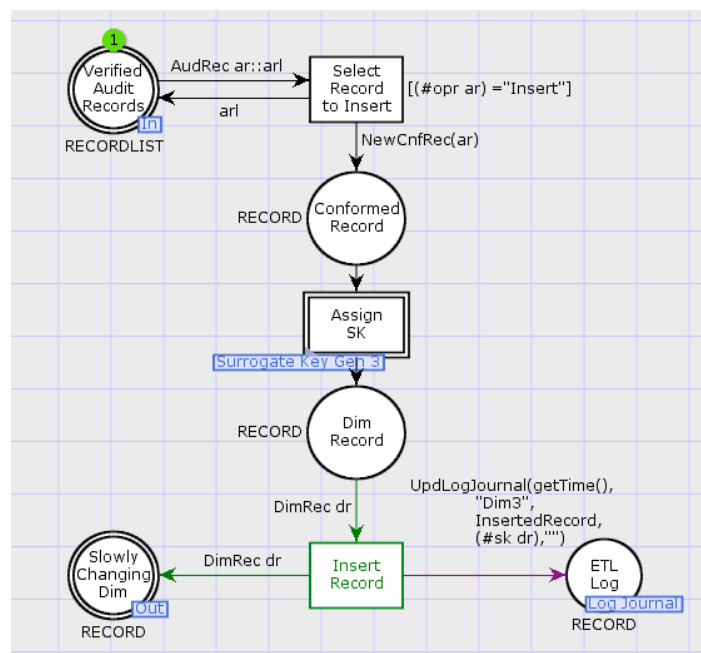 1
Verified
Audit
Records
In
RECORDLIST
AudRec ar::arl
arl
Select
Record
to Insert
[(#opr ar) ="Insert"]
NewCnfRec(ar)
RECORD
Conformed
Record
Assign
SK
Surrogate Key Gen 3
RECORD
Dim
Record
DimRec dr
UpdLogJournal(getTime(),
"Dim3",
InsertedRecord,
(#sk dr),"")
Slowly
Changing
Dim
Out
RECORD
DimRec dr
Insert
Record
ETL
Log
Log Journal
RECORD